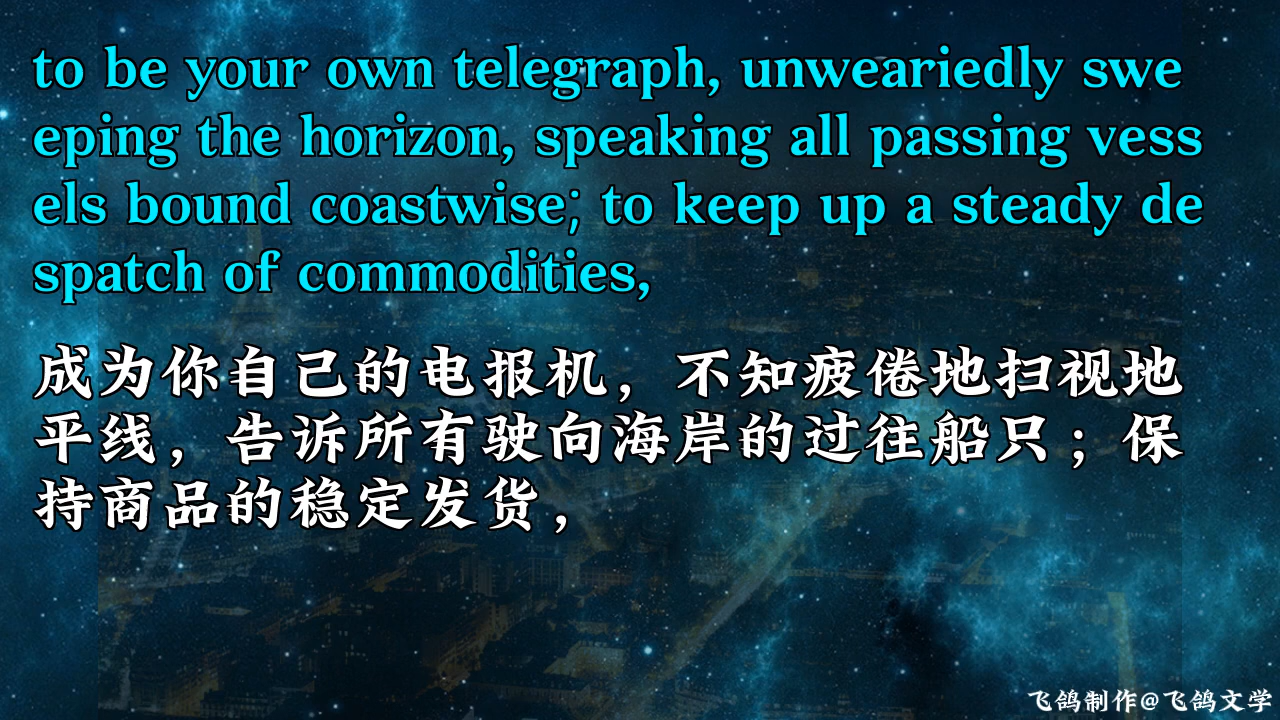 to be your own telegraph, unweariedly swe
eping the horizon, speaking all passing vess
els bound coastwise; to keep up a steady de
spatch of commodities,
成为你自己的电报机，不知疲倦地扫视地
平线，告诉所有驶向海岸的过往船只；保
持商品的稳定发货，
飞鸽制作@飞鸽文学